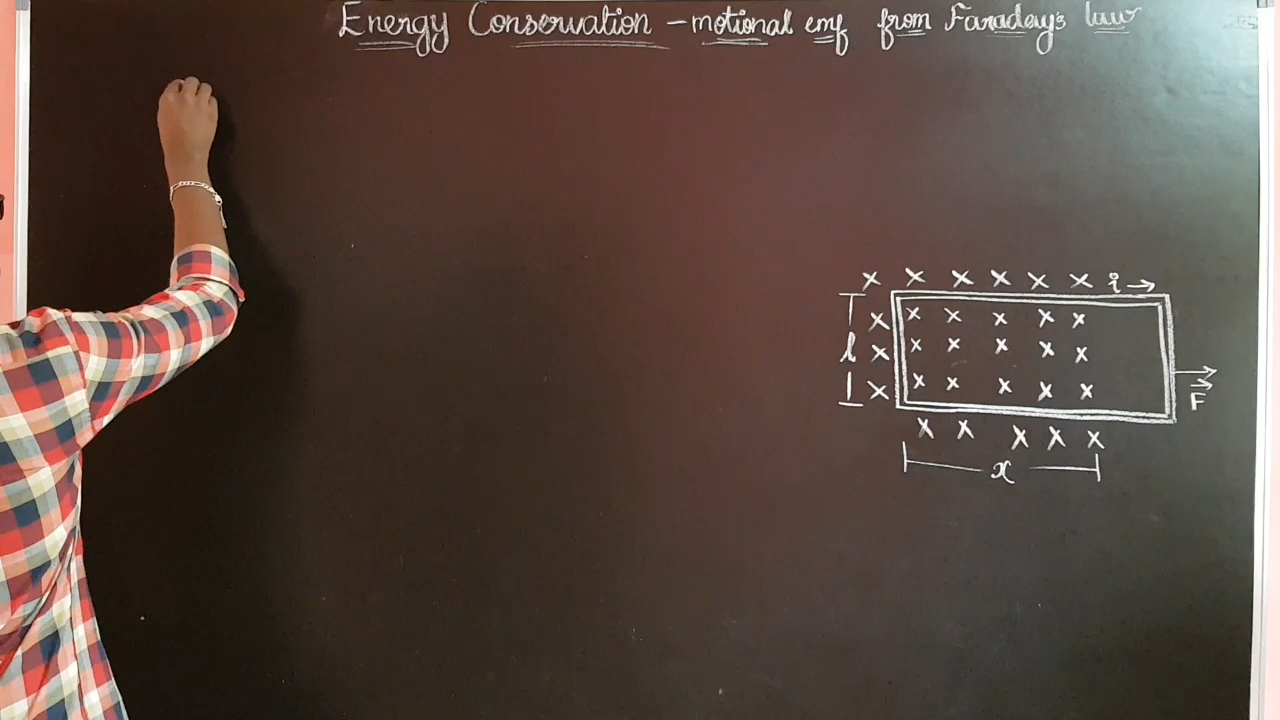 Energy Conservation - motional emf from Faraday's law
x x x x x x i →
x x x x x x
l x x x x x x
x x x x x x
F
x x x x x
x